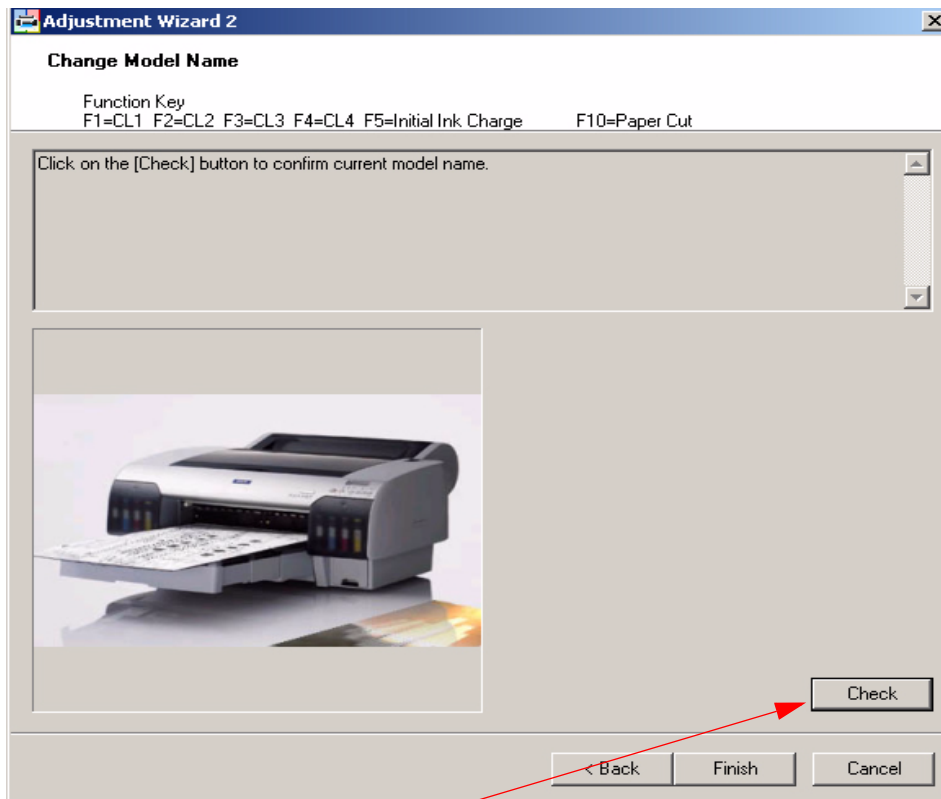 Adjustment Wizard 2
Change Model Name
Function Key
F1=CL1 F2=CL2 F3=CL3 F4=CL4 F5=Initial Ink Charge F10=Paper Cut
Click on the [Check] button to confirm current model name.
Check
< Back Finish Cancel